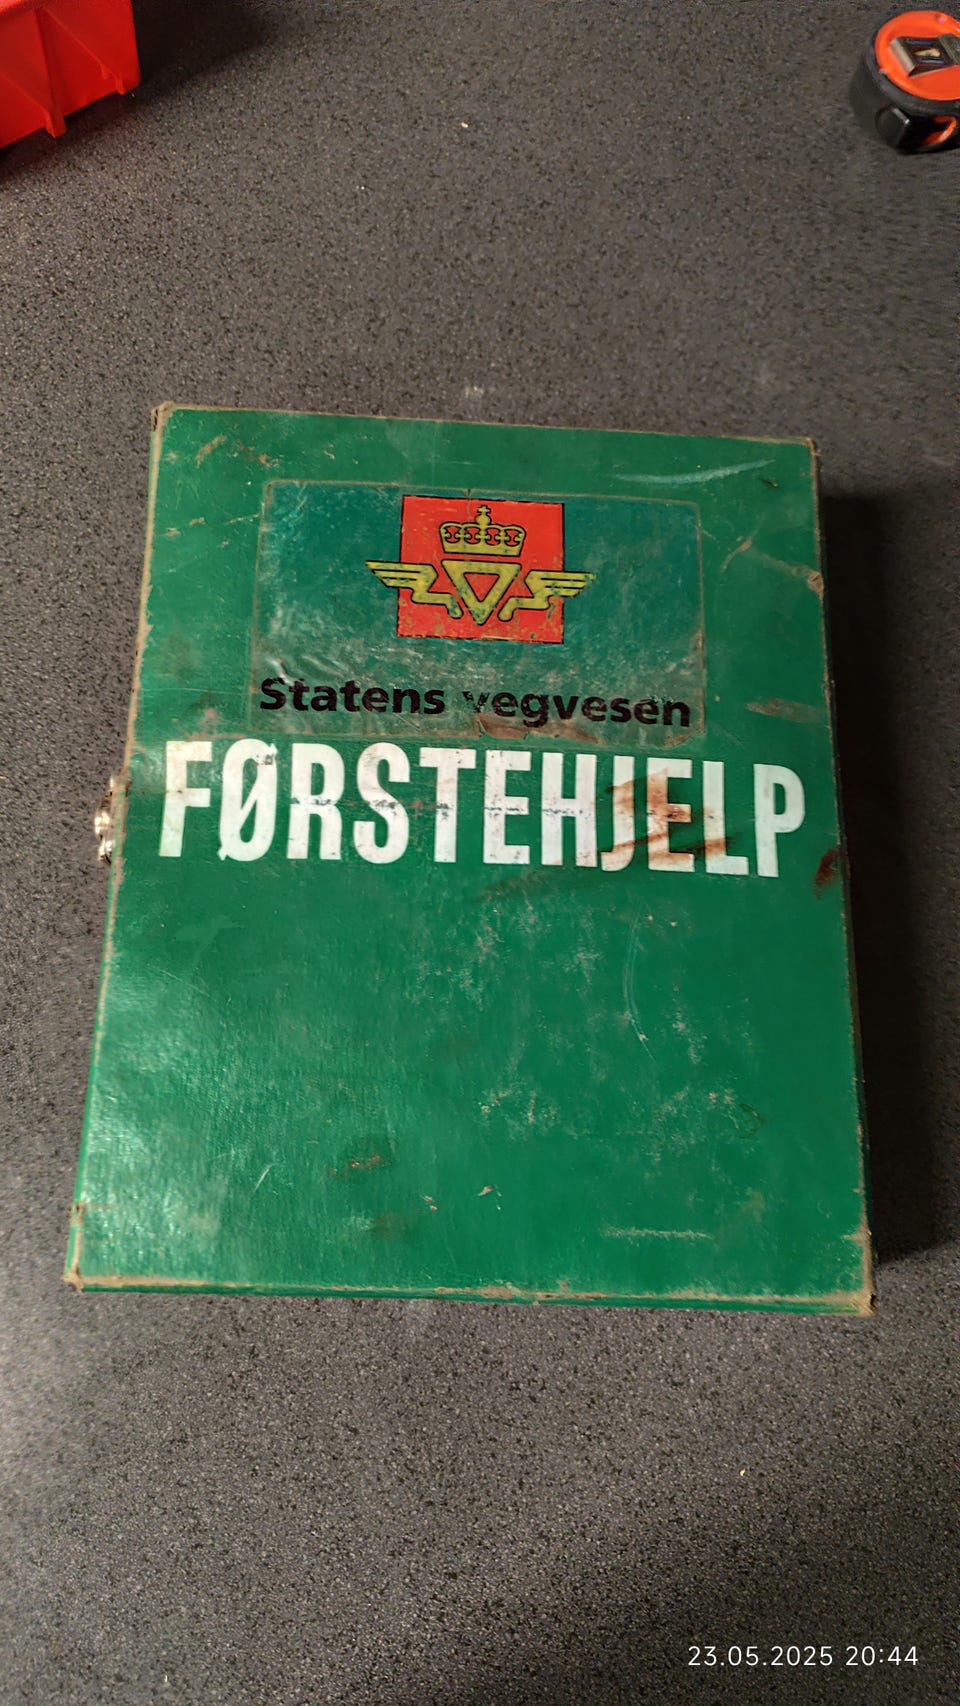 Statens vegvesen
FØRSTEHJELP
23.05.2025 20:44